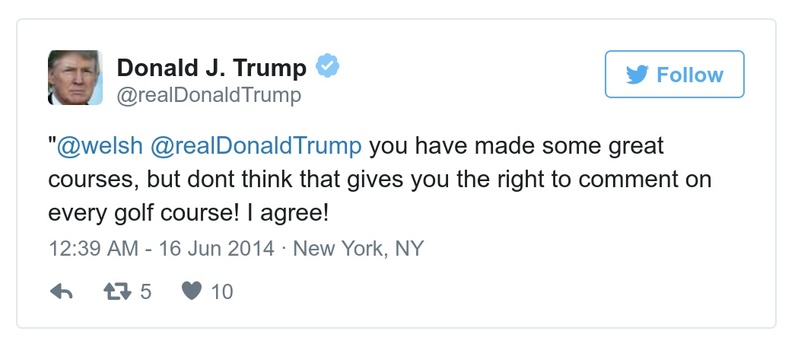 Donald J. Trump
@realDonaldTrump
Follow
"@welsh @realDonaldTrump you have made some great
courses, but dont think that gives you the right to comment on
every golf course! I agree!
12:39 AM - 16 Jun 2014 · New York, NY
5 10